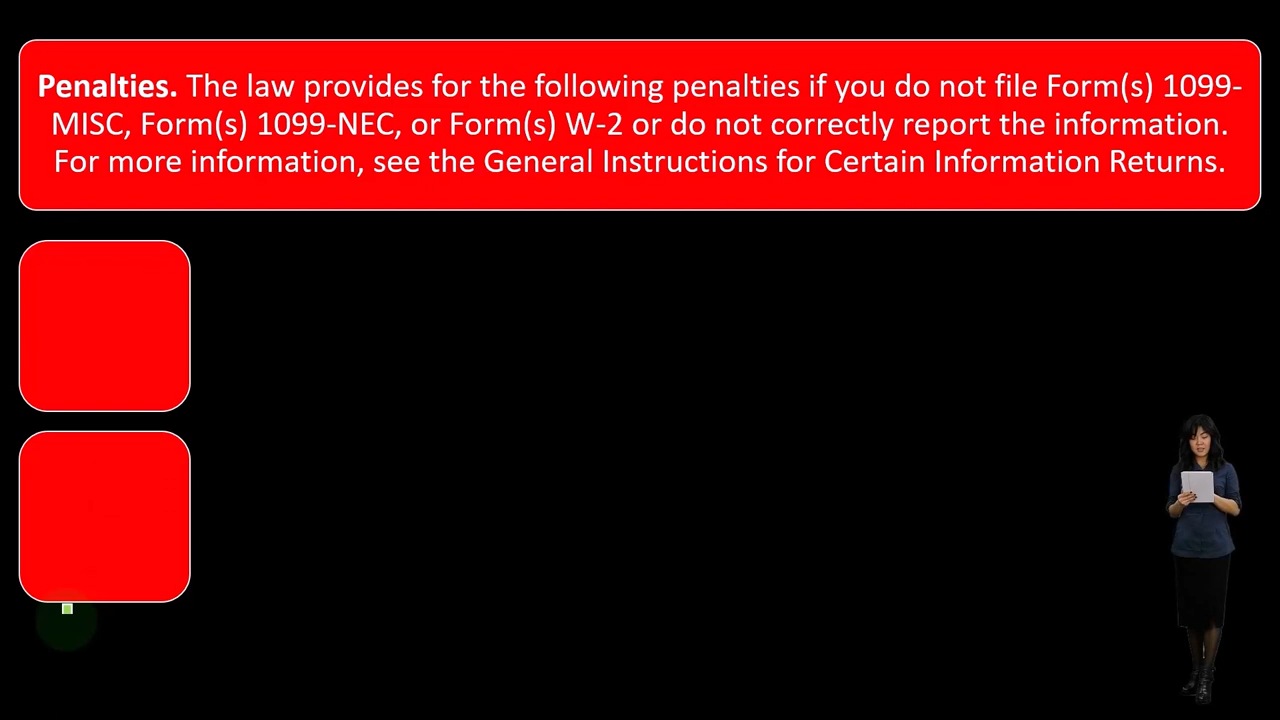 Penalties. The law provides for the following penalties if you do not file Form(s) 1099-
MISC, Form(s) 1099-NEC, or Form(s) W-2 or do not correctly report the information.
For more information, see the General Instructions for Certain Information Returns.